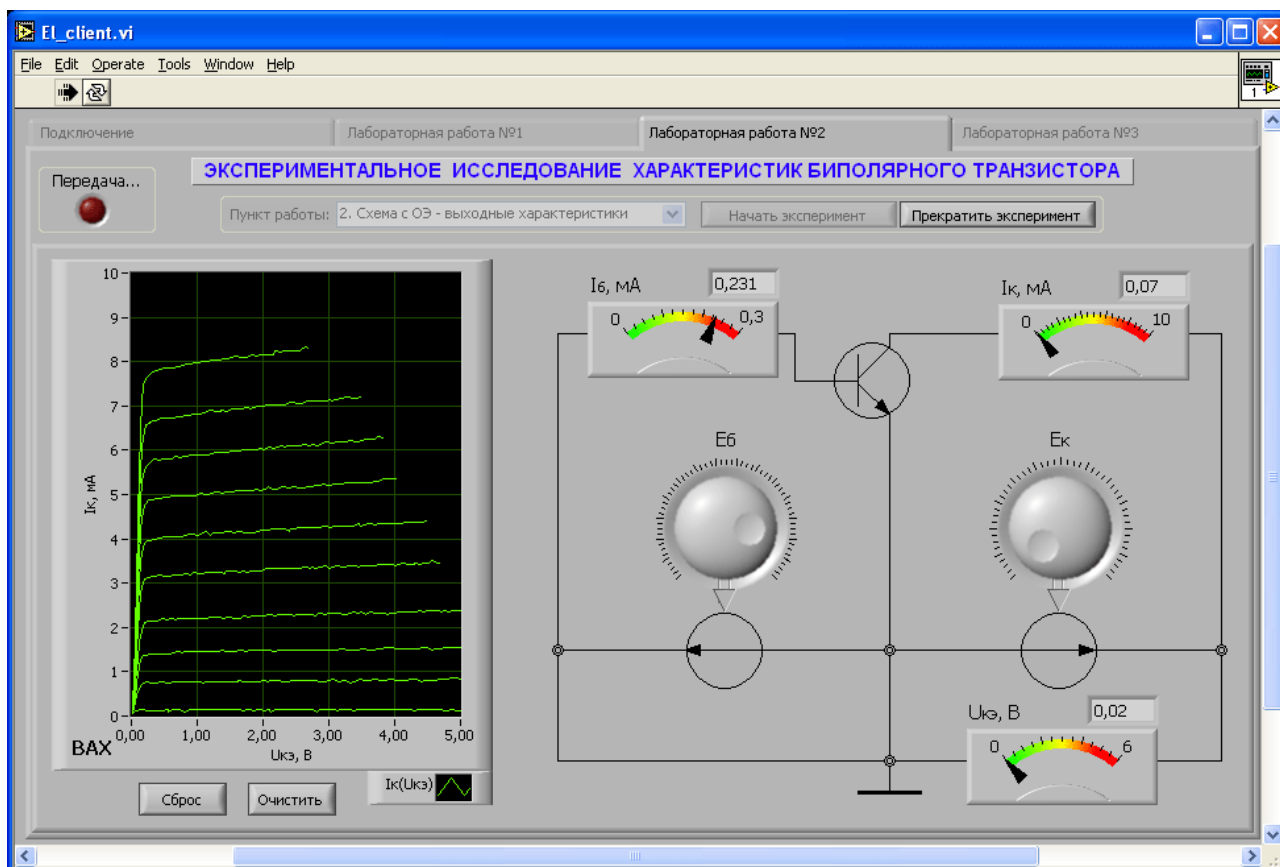 El_client.vi
File Edit Operate Tools Window Help
1
Подключение
Лабораторная работа №1
Лабораторная работа №2
Лабораторная работа №3
Передача...
ЭКСПЕРИМЕНТАЛЬНОЕ ИССЛЕДОВАНИЕ ХАРАКТЕРИСТИК БИПОЛЯРНОГО ТРАНЗИСТОРА
Пункт работы: 2. Схема с ОЭ - выходные характеристики
Начать эксперимент
Прекратить эксперимент
10
9
8
7
6
5
4
3
2
1
0
Iк, мА
0,00 1,00 2,00 3,00 4,00 5,00
Uкэ, В
ВАХ
Iк(Uкэ)
Сброс
Очистить
Iб, мА 0,231
0 0,3
Iк, мА 0,07
0 10
Eб
Eк
Uкэ, В 0,02
0 6